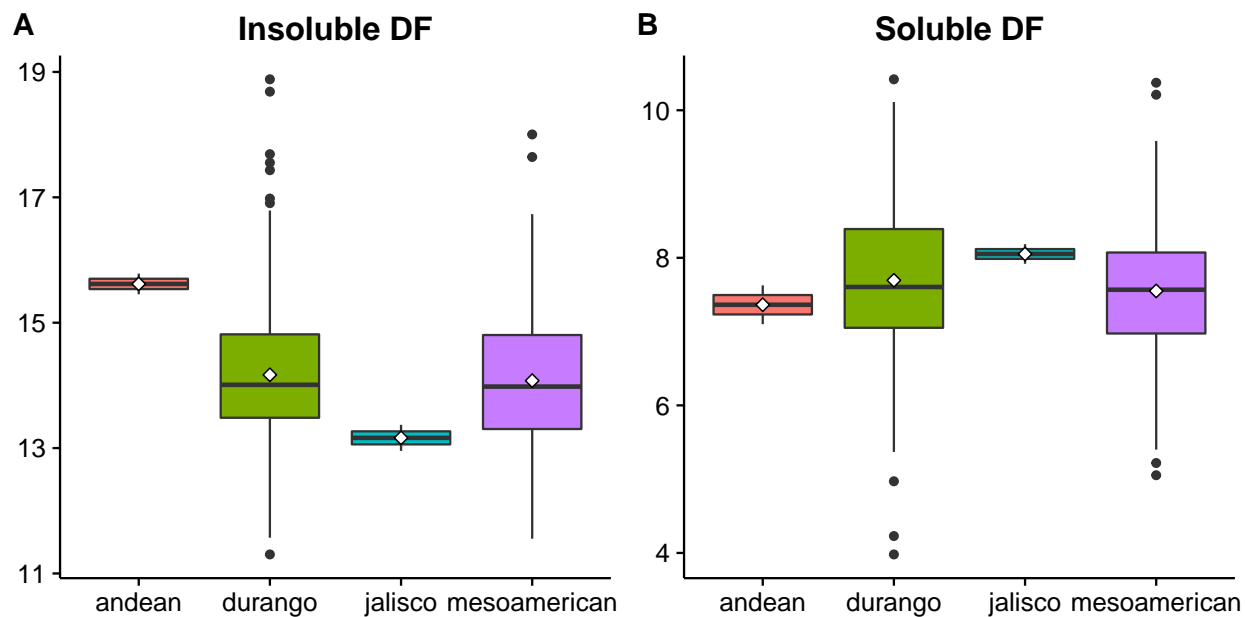 A Insoluble DF
19
17
15
13
11
andean durango jalisco mesoamerican
B Soluble DF
10
8
6
4
andean durango jalisco mesoamerican